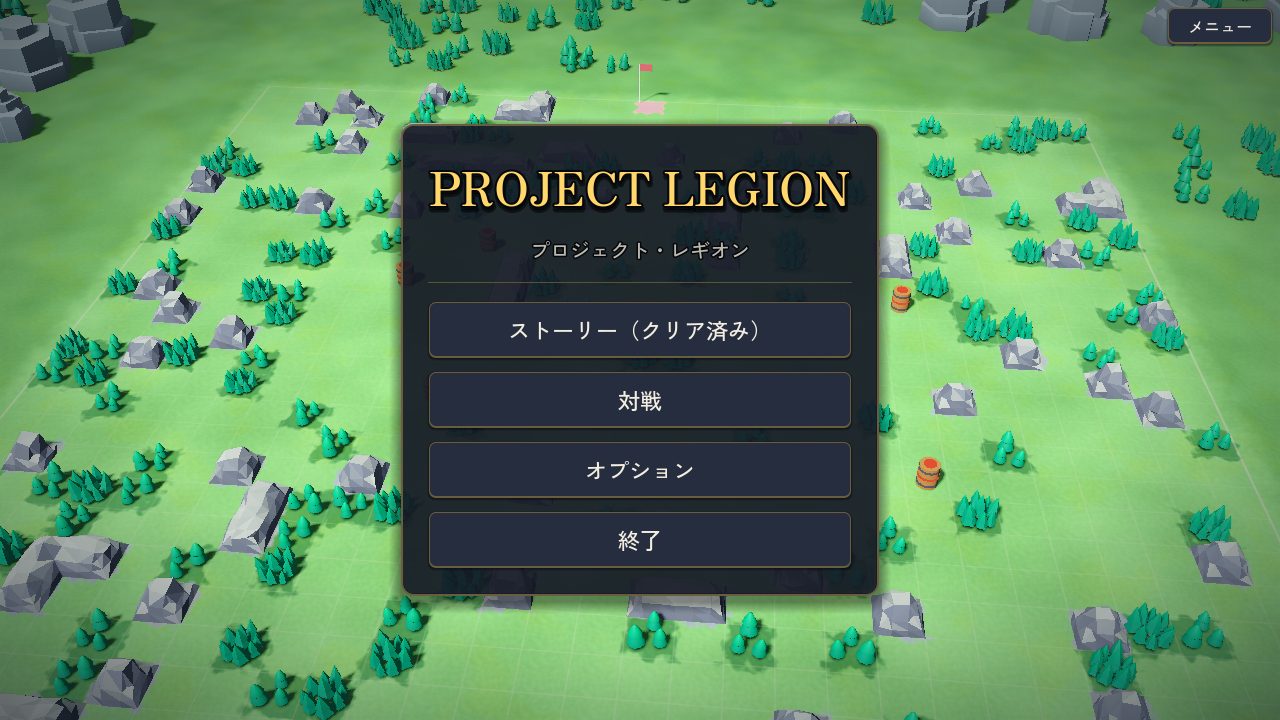 メニュー
PROJECT LEGION
プロジェクト・レギオン
ストーリー（クリア済み）
対戦
オプション
終了